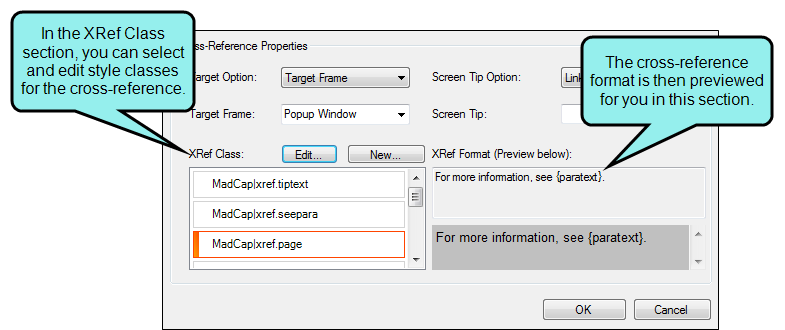 In the XRef Class
section, you can select
and edit style classes
for the cross-reference.
The cross-reference
format is then previewed
for you in this section.
ss-Reference Properties
Target Option:
Target Frame
Screen Tip Option:
Link
Target Frame:
Popup Window
Screen Tip:
XRef Class:
Edit...
New...
XRef Format (Preview below):
MadCap|xref.tiptext
MadCap|xref.seepara
MadCap|xref.page
For more information, see {paratext}.
For more information, see {paratext}.
OK
Cancel